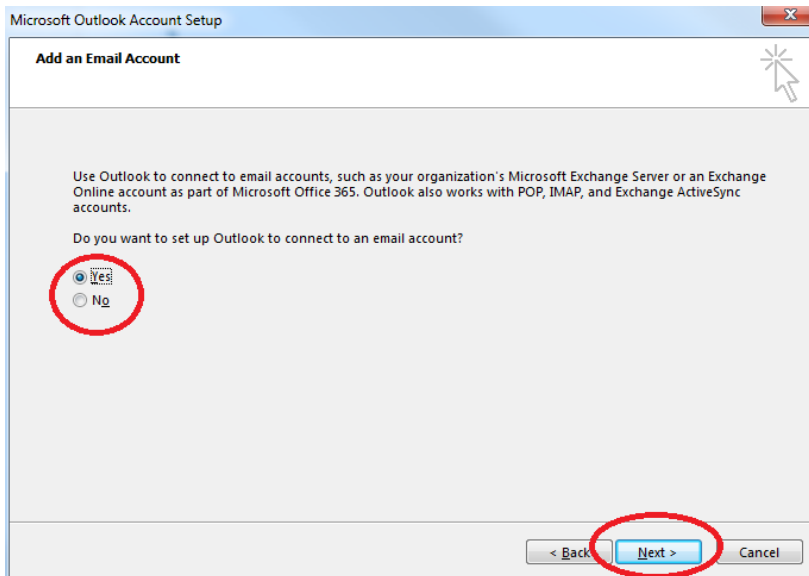 Microsoft Outlook Account Setup
Add an Email Account
Use Outlook to connect to email accounts, such as your organization's Microsoft Exchange Server or an Exchange
Online account as part of Microsoft Office 365. Outlook also works with POP, IMAP, and Exchange ActiveSync
accounts.
Do you want to set up Outlook to connect to an email account?
Yes
No
< Back
Next >
Cancel